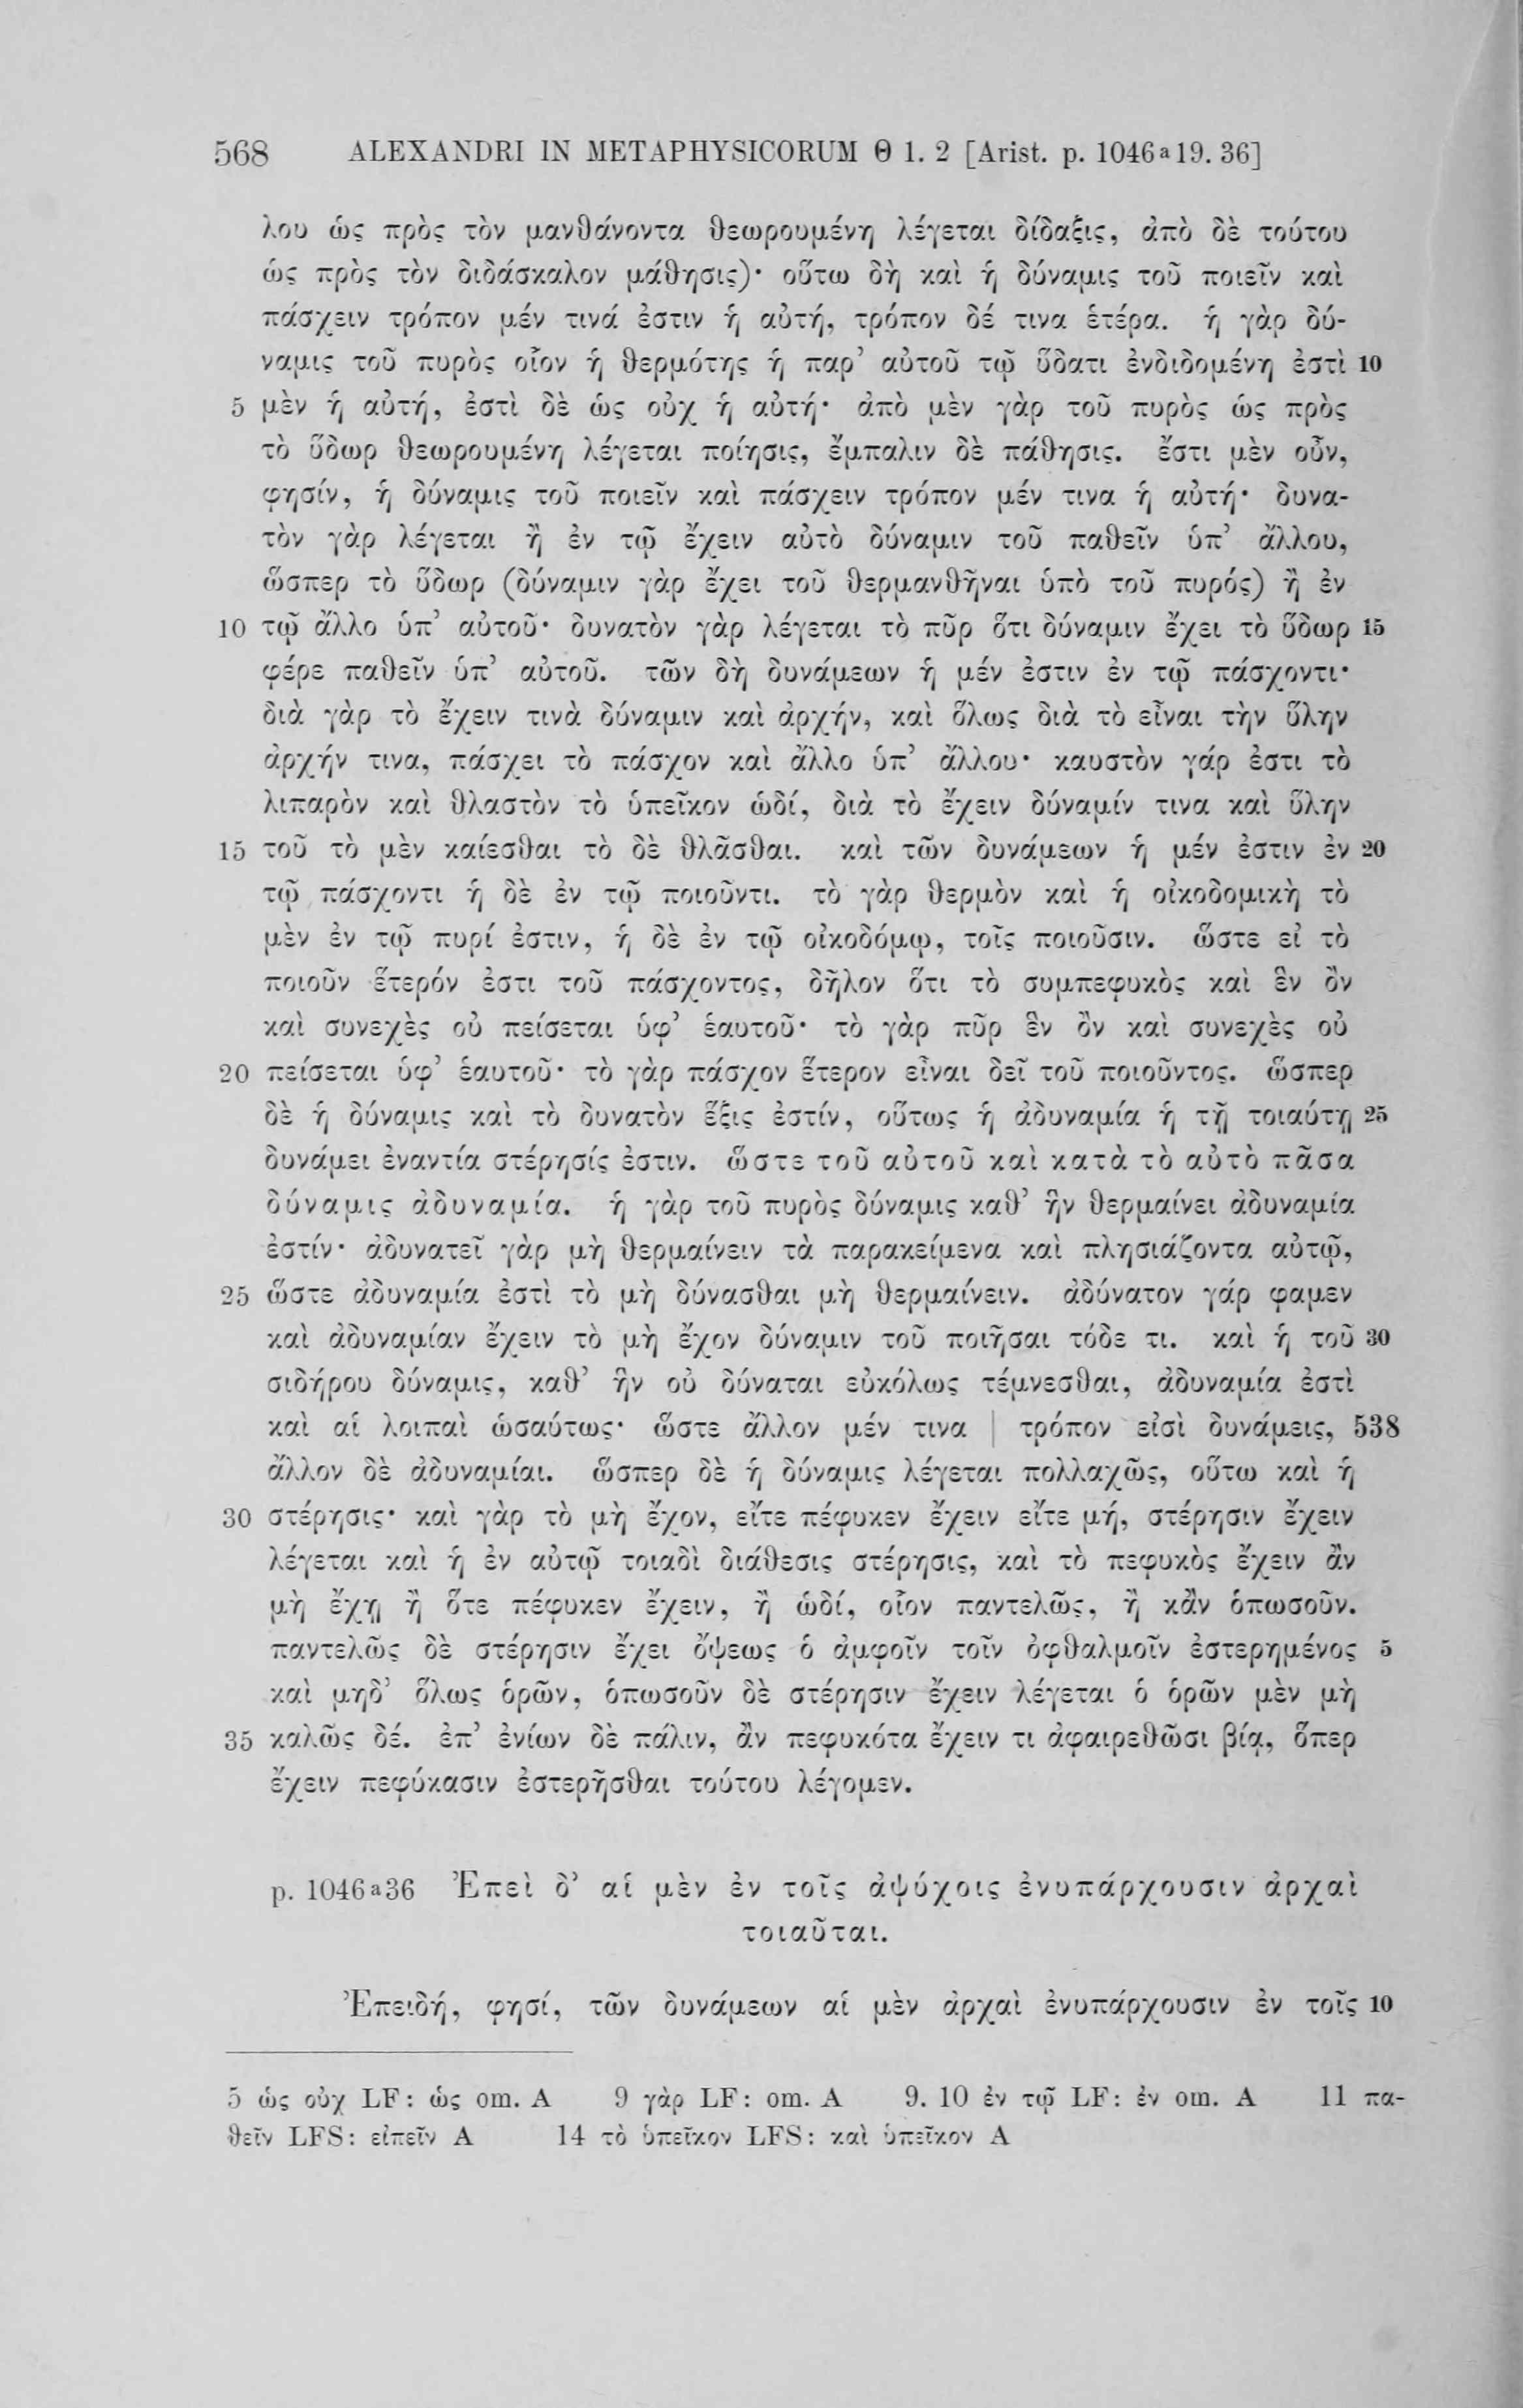 568 ALEXANDRI IN METAPHYSICORUM Θ 1. 2 [Arist. p. 1046ᵃ19. 36]
λου ὡς πρὸς τὸν μανθάνοντα θεωρουμένη λέγεται δίδαξις, ἀπὸ δὲ τούτου
ὡς πρὸς τὸν διδάσκαλον μάθησις)· οὕτω δὴ καὶ ἡ δύναμις τοῦ ποιεῖν καὶ
πάσχειν τρόπον μέν τινά ἐστιν ἡ αὐτή, τρόπον δέ τινα ἑτέρα. ἡ γὰρ δύ-
ναμις τοῦ πυρὸς οἷον ἡ θερμότης ἡ παρ’ αὐτοῦ τῷ ὕδατι ἐνδιδομένη ἐστὶ 10
5 μὲν ἡ αὐτή, ἐστὶ δὲ ὡς οὐχ ἡ αὐτή· ἀπὸ μὲν γὰρ τοῦ πυρὸς ὡς πρὸς
τὸ ὕδωρ θεωρουμένη λέγεται ποίησις, ἔμπαλιν δὲ πάθησις. ἔστι μὲν οὖν,
φησίν, ἡ δύναμις τοῦ ποιεῖν καὶ πάσχειν τρόπον μέν τινα ἡ αὐτή· δυνα-
τὸν γὰρ λέγεται ἢ ἐν τῷ ἔχειν αὐτὸ δύναμιν τοῦ παθεῖν ὑπ’ ἄλλου,
ὥσπερ τὸ ὕδωρ (δύναμιν γὰρ ἔχει τοῦ θερμανθῆναι ὑπὸ τοῦ πυρός) ἢ ἐν
10 τῷ ἄλλο ὑπ’ αὐτοῦ· δυνατὸν γὰρ λέγεται τὸ πῦρ ὅτι δύναμιν ἔχει τὸ ὕδωρ 15
φέρε παθεῖν ὑπ’ αὐτοῦ. τῶν δὴ δυνάμεων ἡ μέν ἐστιν ἐν τῷ πάσχοντι·
διὰ γὰρ τὸ ἔχειν τινὰ δύναμιν καὶ ἀρχήν, καὶ ὅλως διὰ τὸ εἶναι τὴν ὕλην
ἀρχήν τινα, πάσχει τὸ πάσχον καὶ ἄλλο ὑπ’ ἄλλου· καυστὸν γάρ ἐστι τὸ
λιπαρὸν καὶ θλαστὸν τὸ ὑπεῖκον ὡδί, διὰ τὸ ἔχειν δύναμίν τινα καὶ ὕλην
15 τοῦ τὸ μὲν καίεσθαι τὸ δὲ θλᾶσθαι. καὶ τῶν δυνάμεων ἡ μέν ἐστιν ἐν 20
τῷ πάσχοντι ἡ δὲ ἐν τῷ ποιοῦντι. τὸ γὰρ θερμὸν καὶ ἡ οἰκοδομικὴ τὸ
μὲν ἐν τῷ πυρί ἐστιν, ἡ δὲ ἐν τῷ οἰκοδόμῳ, τοῖς ποιοῦσιν. ὥστε εἰ τὸ
ποιοῦν ἕτερόν ἐστι τοῦ πάσχοντος, δῆλον ὅτι τὸ συμπεφυκὸς καὶ ἓν ὂν
καὶ συνεχὲς οὐ πείσεται ὑφ’ ἑαυτοῦ· τὸ γὰρ πῦρ ἓν ὂν καὶ συνεχὲς οὐ
20 πείσεται ὑφ’ ἑαυτοῦ· τὸ γὰρ πάσχον ἕτερον εἶναι δεῖ τοῦ ποιοῦντος. ὥσπερ
δὲ ἡ δύναμις καὶ τὸ δυνατὸν ἕξις ἐστίν, οὕτως ἡ ἀδυναμία ἡ τῇ τοιαύτῃ 25
δυνάμει ἐναντία στέρησίς ἐστιν. ὥστε τοῦ αὐτοῦ καὶ κατὰ τὸ αὐτὸ πᾶσα
δύναμις ἀδυναμία. ἡ γὰρ τοῦ πυρὸς δύναμις καθ’ ἣν θερμαίνει ἀδυναμία
ἐστίν· ἀδυνατεῖ γὰρ μὴ θερμαίνειν τὰ παρακείμενα καὶ πλησιάζοντα αὐτῷ,
25 ὥστε ἀδυναμία ἐστὶ τὸ μὴ δύνασθαι μὴ θερμαίνειν. ἀδύνατον γάρ φαμεν
καὶ ἀδυναμίαν ἔχειν τὸ μὴ ἔχον δύναμιν τοῦ ποιῆσαι τόδε τι. καὶ ἡ τοῦ 30
σιδήρου δύναμις, καθ’ ἣν οὐ δύναται εὐκόλως τέμνεσθαι, ἀδυναμία ἐστὶ
καὶ αἱ λοιπαὶ ὡσαύτως· ὥστε ἄλλον μέν τινα | τρόπον εἰσὶ δυνάμεις, 538
ἄλλον δὲ ἀδυναμίαι. ὥσπερ δὲ ἡ δύναμις λέγεται πολλαχῶς, οὕτω καὶ ἡ
30 στέρησις· καὶ γὰρ τὸ μὴ ἔχον, εἴτε πέφυκεν ἔχειν εἴτε μή, στέρησιν ἔχειν
λέγεται καὶ ἡ ἐν αὐτῷ τοιαδὶ διάθεσις στέρησις, καὶ τὸ πεφυκὸς ἔχειν ἂν
μὴ ἔχῃ ἢ ὅτε πέφυκεν ἔχειν, ἢ ὡδί, οἷον παντελῶς, ἢ κἂν ὁπωσοῦν.
παντελῶς δὲ στέρησιν ἔχει ὄψεως ὁ ἀμφοῖν τοῖν ὀφθαλμοῖν ἐστερημένος 5
καὶ μηδ’ ὅλως ὁρῶν, ὁπωσοῦν δὲ στέρησιν ἔχειν λέγεται ὁ ὁρῶν μὲν μὴ
35 καλῶς δέ. ἐπ’ ἐνίων δὲ πάλιν, ἂν πεφυκότα ἔχειν τι ἀφαιρεθῶσι βίᾳ, ὅπερ
ἔχειν πεφύκασιν ἐστερῆσθαι τούτου λέγομεν.
p. 1046ᵃ36 Ἐπεὶ δ’ αἱ μὲν ἐν τοῖς ἀψύχοις ἐνυπάρχουσιν ἀρχαὶ
τοιαῦται.
Ἐπειδή, φησί, τῶν δυνάμεων αἱ μὲν ἀρχαὶ ἐνυπάρχουσιν ἐν τοῖς 10
5 ὡς οὐχ LF: ὡς om. A 9 γὰρ LF: om. A 9. 10 ἐν τῷ LF: ἐν om. A 11 πα-
θεῖν LFS: εἰπεῖν A 14 τὸ ὑπεῖκον LFS: καὶ ὑπεῖκον A